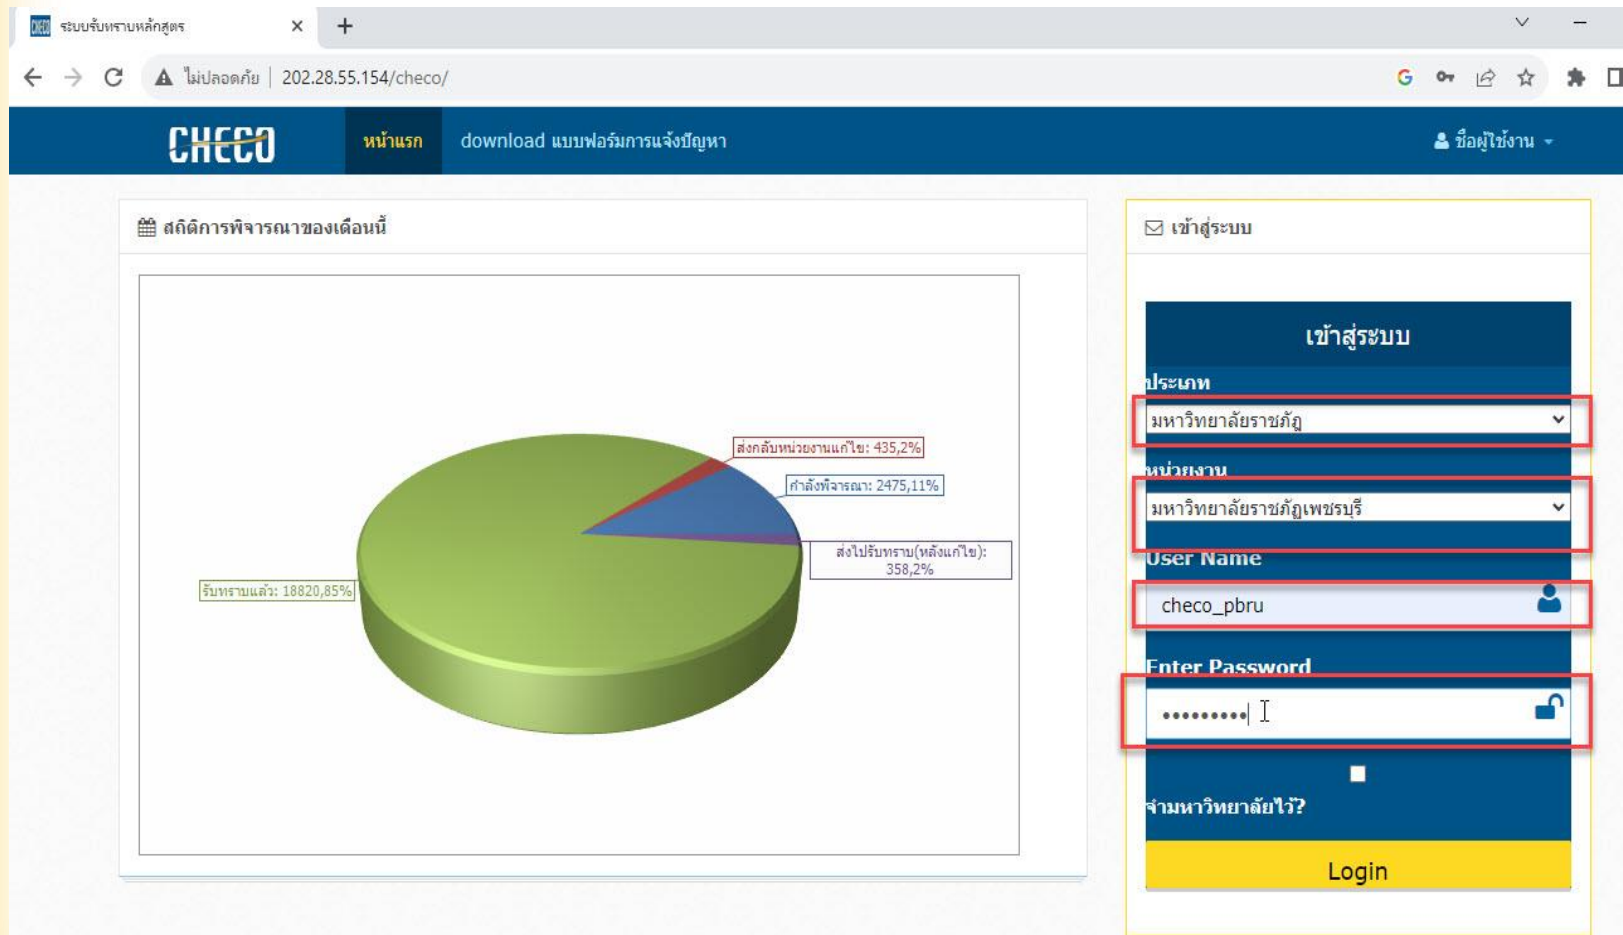 CHECO ระบบรับทราบหลักสูตร
ไม่ปลอดภัย | 202.28.55.154/checo/
CHECO หน้าแรก download แบบฟอร์มการแจ้งปัญหา ชื่อผู้ใช้งาน
สถิติการพิจารณาของเดือนนี้
ส่งกลับหน่วยงานแก้ไข: 435,2%
กำลังพิจารณา: 2475,11%
ส่งไปรับทราบ(หลังแก้ไข):
358,2%
รับทราบแล้ว: 18820,85%
เข้าสู่ระบบ
เข้าสู่ระบบ
ประเภท
มหาวิทยาลัยราชภัฏ
หน่วยงาน
มหาวิทยาลัยราชภัฏเพชรบุรี
User Name
checo_pbru
Enter Password
•••••••••
จำมหาวิทยาลัยไว้?
Login